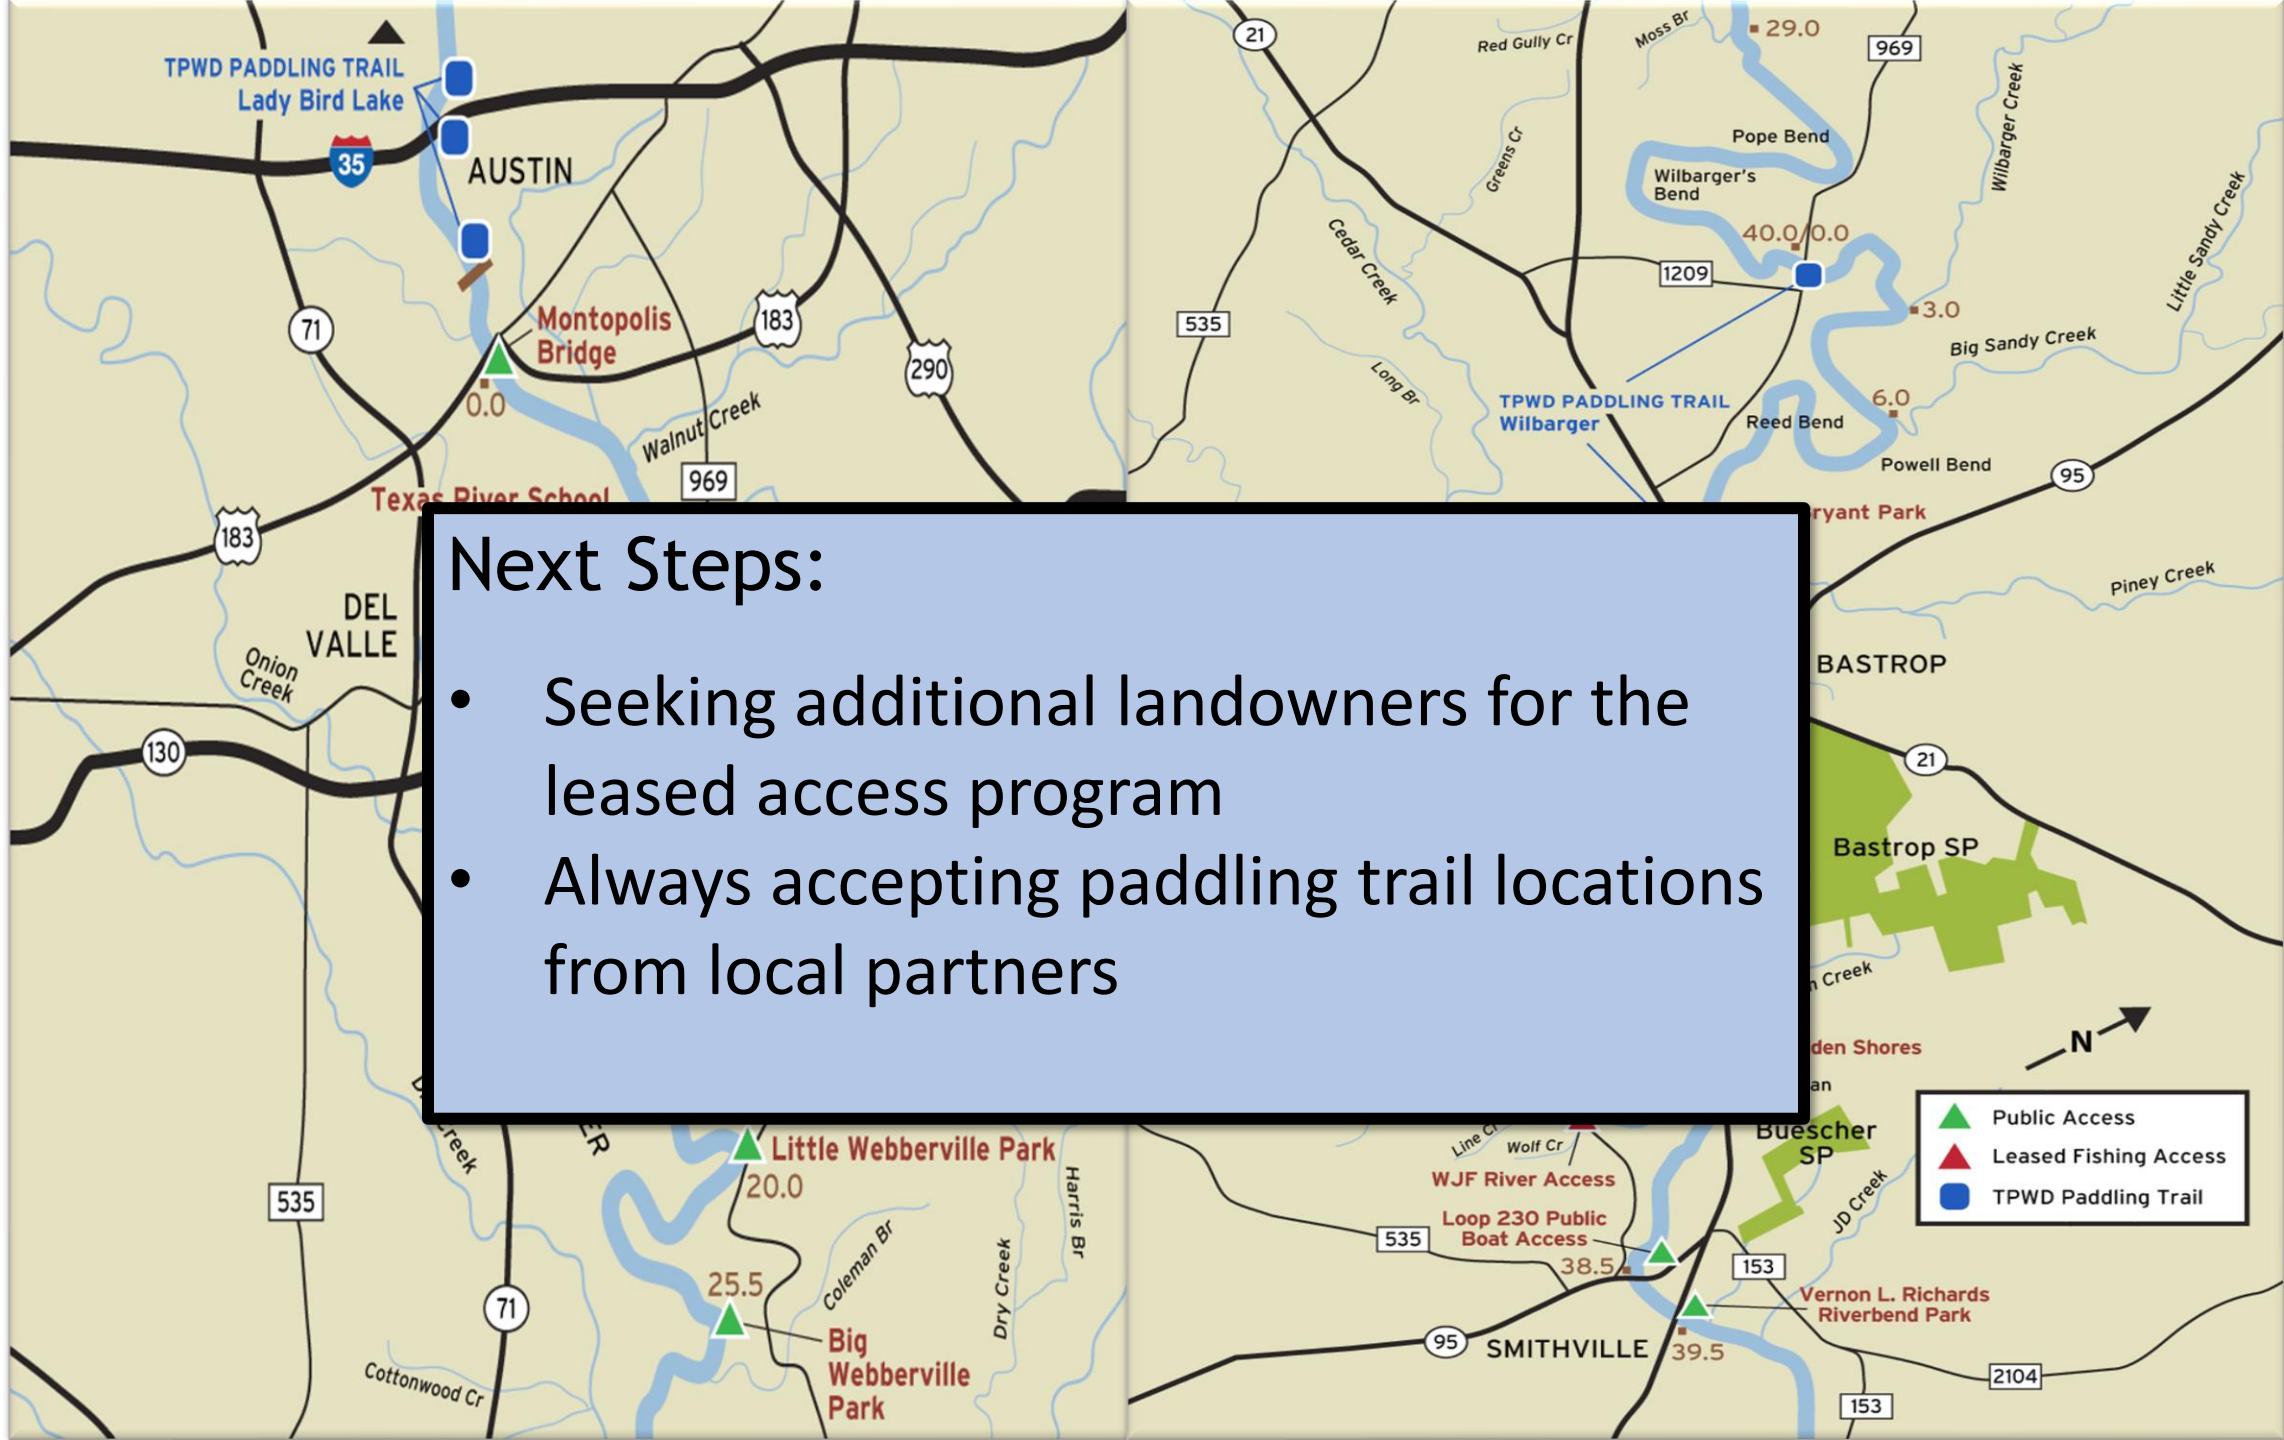 TPWD PADDLING TRAIL
Lady Bird Lake
35
AUSTIN
71
Montopolis
Bridge
0.0
183
290
Walnut Creek
969
Texas River School
183
DEL
VALLE
Onion
Creek
130
Creek
535
71
Little Webberville Park
20.0
Harris Br
Coleman Br
Dry Creek
25.5
Big
Webberville
Park
Cottonwood Cr
21
Red Gully Cr
Moss Br
29.0
969
Wilbarger Creek
Greens Cr
Pope Bend
Wilbarger's
Bend
40.0/0.0
Little Sandy Creek
Cedar Creek
1209
3.0
535
Big Sandy Creek
Long Br
TPWD PADDLING TRAIL
Wilbarger
6.0
Reed Bend
Powell Bend
95
ryant Park
Piney Creek
BASTROP
21
Bastrop SP
Creek
N
den Shores
an
Next Steps:
• Seeking additional landowners for the
leased access program
• Always accepting paddling trail locations
from local partners
Public Access
Leased Fishing Access
TPWD Paddling Trail
Buescher
SP
Line Cr
Wolf Cr
WJF River Access
JD Creek
Loop 230 Public
Boat Access
535
38.5
153
Vernon L. Richards
Riverbend Park
95
SMITHVILLE
39.5
2104
153